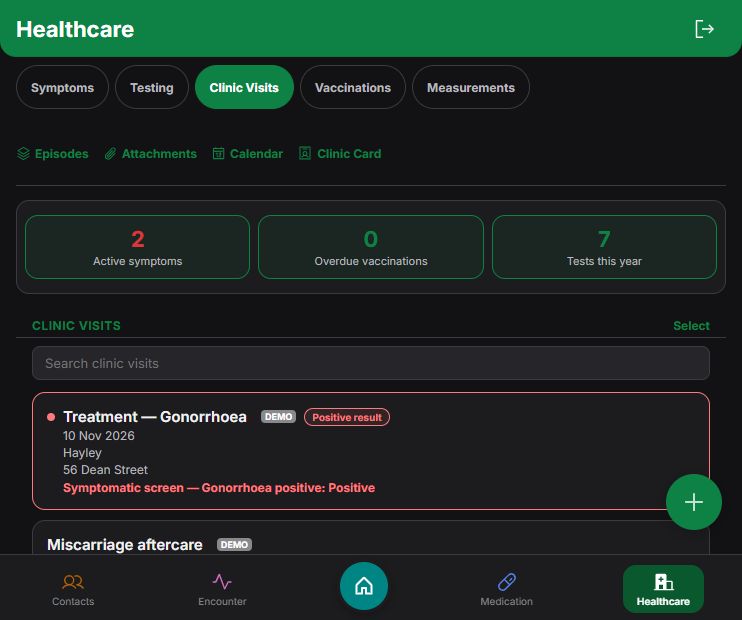 Healthcare
Symptoms
Testing
Clinic Visits
Vaccinations
Measurements
Episodes
Attachments
Calendar
Clinic Card
2
Active symptoms
0
Overdue vaccinations
7
Tests this year
CLINIC VISITS
Select
Search clinic visits
Treatment — Gonorrhoea DEMO Positive result
10 Nov 2026
Hayley
56 Dean Street
Symptomatic screen — Gonorrhoea positive: Positive
Miscarriage aftercare DEMO
Contacts
Encounter
Medication
Healthcare